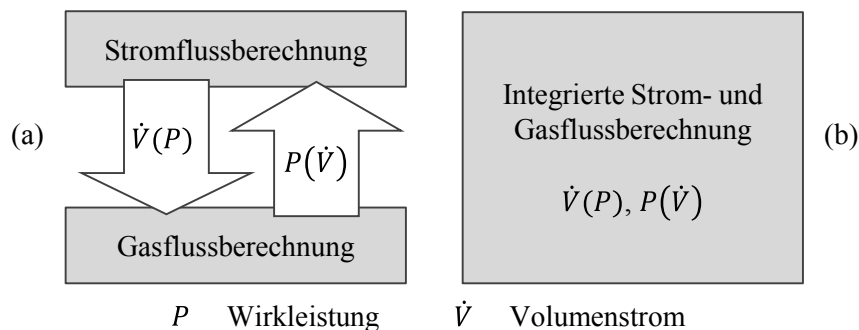 Stromflussberechnung
(a)
V̇(P)
P(V̇)
Gasflussberechnung
Integrierte Strom- und
Gasflussberechnung
V̇(P), P(V̇)
(b)
P Wirkleistung V̇ Volumenstrom